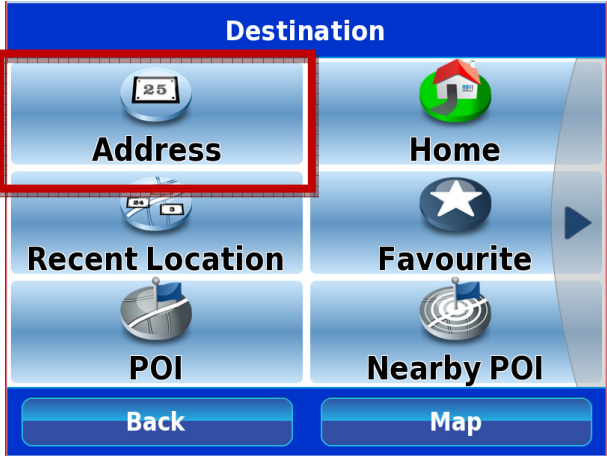 Destination
25
Address
Home
24
3
Recent Location
Favourite
POI
Nearby POI
Back
Map